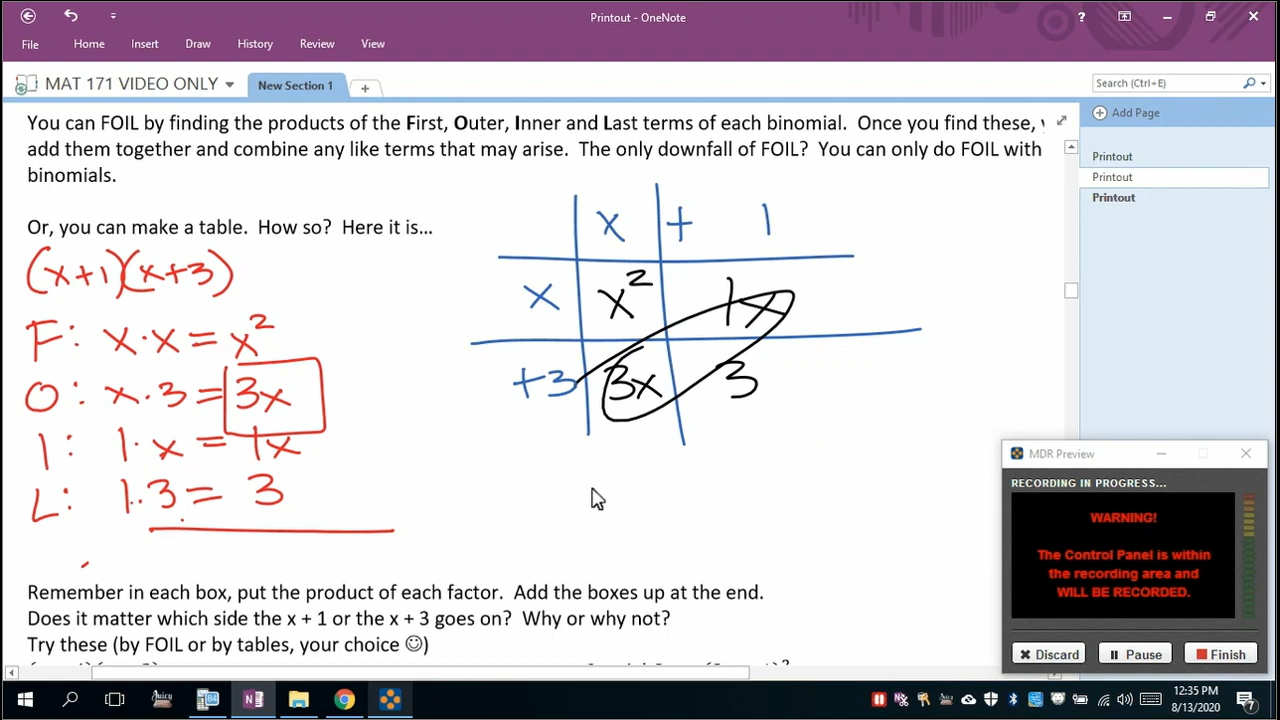 Printout - OneNote
?
File Home Insert Draw History Review View
MAT 171 VIDEO ONLY
New Section 1
+
Search (Ctrl+E)
Add Page
Printout
Printout
Printout
You can FOIL by finding the products of the First, Outer, Inner and Last terms of each binomial. Once you find these,
add them together and combine any like terms that may arise. The only downfall of FOIL? You can only do FOIL with
binomials.
Or, you can make a table. How so? Here it is...
(x+1)(x+3)
F: x·x = x²
O: x·3 = 3x
I: 1·x = 1x
L: 1·3 = 3
x + 1
x x² 1x
+3 3x 3
Remember in each box, put the product of each factor. Add the boxes up at the end.
Does it matter which side the x + 1 or the x + 3 goes on? Why or why not?
Try these (by FOIL or by tables, your choice ☺)
MDR Preview
RECORDING IN PROGRESS...
WARNING!
The Control Panel is within
the recording area and
WILL BE RECORDED.
Discard Pause Finish
12:35 PM
8/13/2020
7